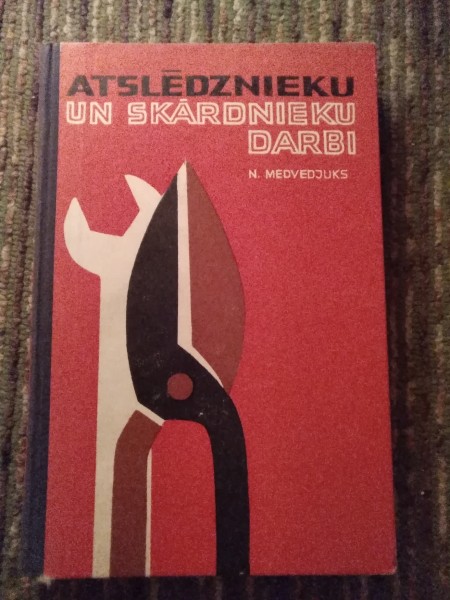 ATSLĒDZNIEKU
UN SKĀRDNIEKU
DARBI
N. MEDVEDJUKS